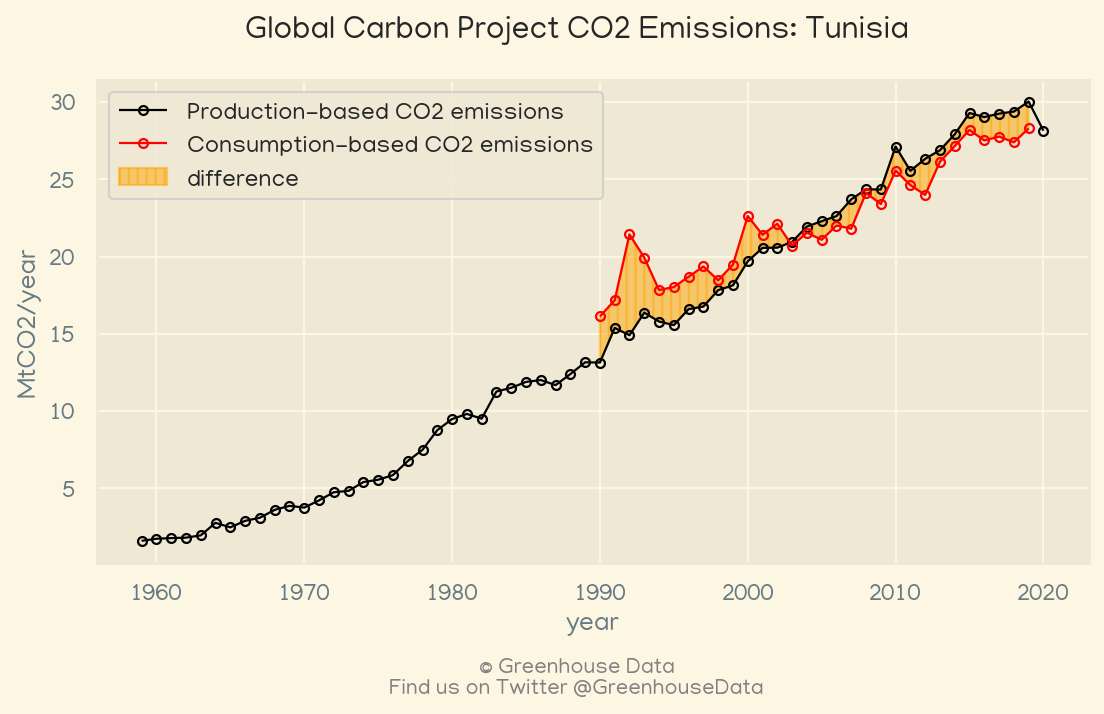 Global Carbon Project CO2 Emissions: Tunisia
Production-based CO2 emissions
Consumption-based CO2 emissions
difference
MtCO2/year
30
25
20
15
10
5
1960 1970 1980 1990 2000 2010 2020
year
© Greenhouse Data
Find us on Twitter @GreenhouseData